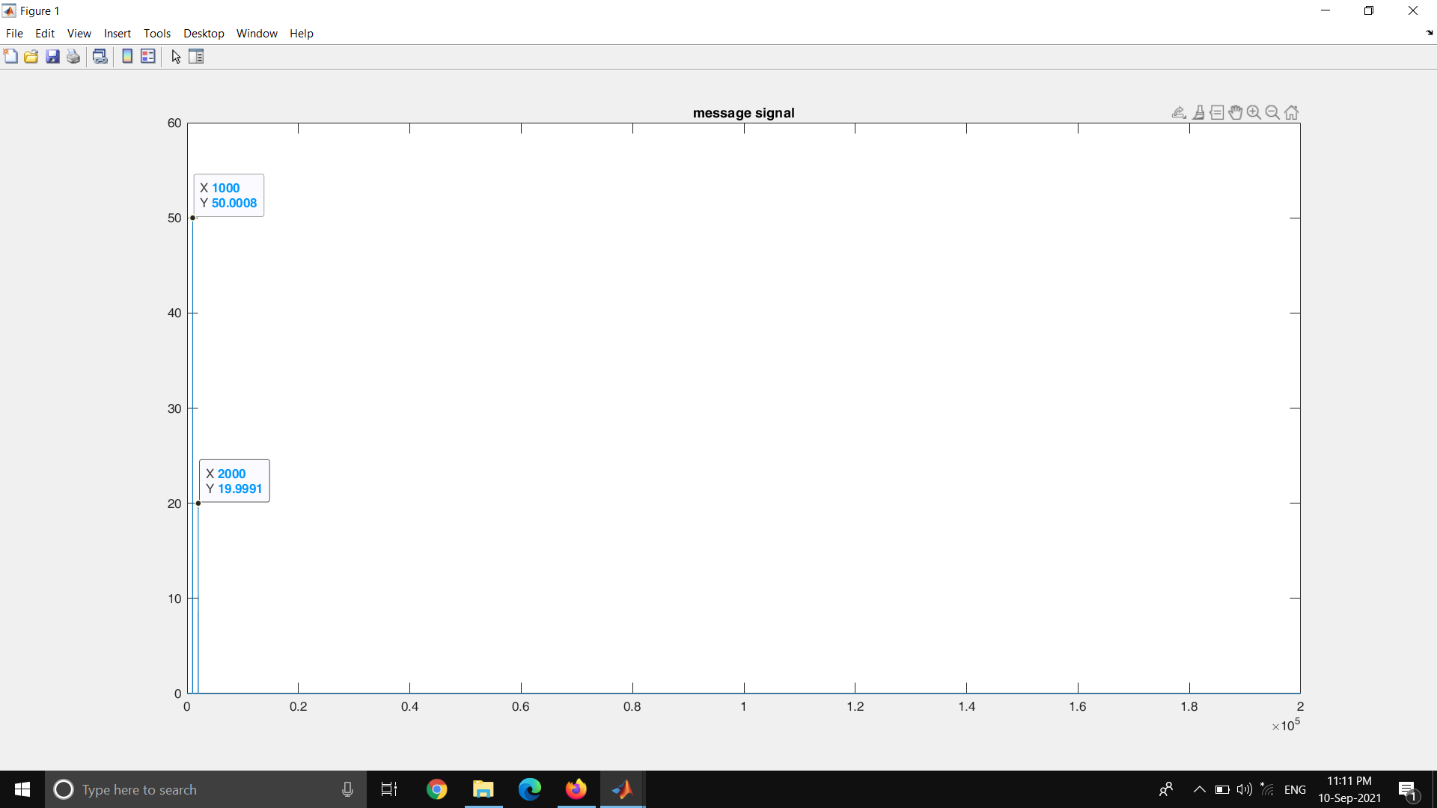 Figure 1
File Edit View Insert Tools Desktop Window Help
message signal
60
50
40
30
20
10
0
X 1000
Y 50.0008
X 2000
Y 19.9991
0 0.2 0.4 0.6 0.8 1 1.2 1.4 1.6 1.8 2
×10⁵
Type here to search
ENG
11:11 PM
10-Sep-2021
1